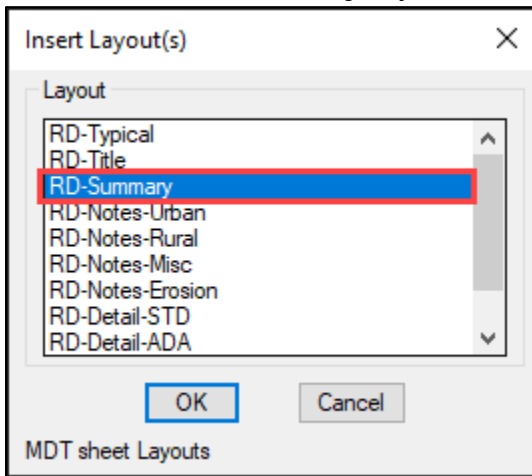 Insert Layout(s)
Layout
RD-Typical
RD-Title
RD-Summary
RD-Notes-Urban
RD-Notes-Rural
RD-Notes-Misc
RD-Notes-Erosion
RD-Detail-STD
RD-Detail-ADA
OK
Cancel
MDT sheet Layouts